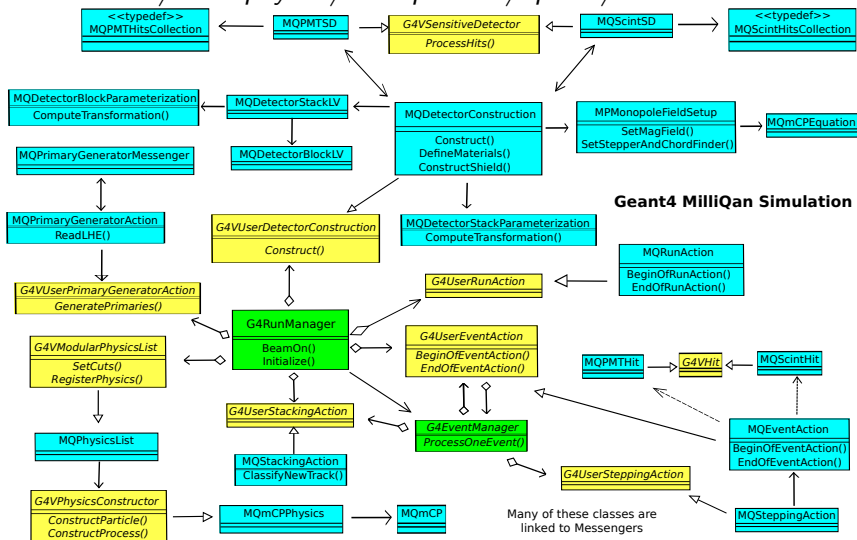 <<typedef>>
MQPMTHitsCollection
MQPMTSD
G4VSensitiveDetector
ProcessHits()
MQScintSD
<<typedef>>
MQScintHitsCollection
MQDetectorBlockParameterization
ComputeTransformation()
MQDetectorStackLV
MQDetectorBlockLV
MQDetectorConstruction
Construct()
DefineMaterials()
ConstructShield()
MPMonopoleFieldSetup
SetMagField()
SetStepperAndChordFinder()
MQmCPEquation
MQPrimaryGeneratorMessenger
MQPrimaryGeneratorAction
ReadLHE()
G4VUserDetectorConstruction
Construct()
MQDetectorStackParameterization
ComputeTransformation()
Geant4 MilliQan Simulation
G4VUserPrimaryGeneratorAction
GeneratePrimaries()
G4UserRunAction
MQRunAction
BeginOfRunAction()
EndOfRunAction()
G4RunManager
BeamOn()
Initialize()
G4VModularPhysicsList
SetCuts()
RegisterPhysics()
G4UserEventAction
BeginOfEventAction()
EndOfEventAction()
MQPMTHit
G4VHit
MQScintHit
G4UserStackingAction
G4EventManager
ProcessOneEvent()
MQPhysicsList
MQStackingAction
ClassifyNewTrack()
MQEventAction
BeginOfEventAction()
EndOfEventAction()
G4UserSteppingAction
G4VPhysicsConstructor
ConstructParticle()
ConstructProcess()
MQmCPPhysics
MQmCP
Many of these classes are
linked to Messengers
MQSteppingAction